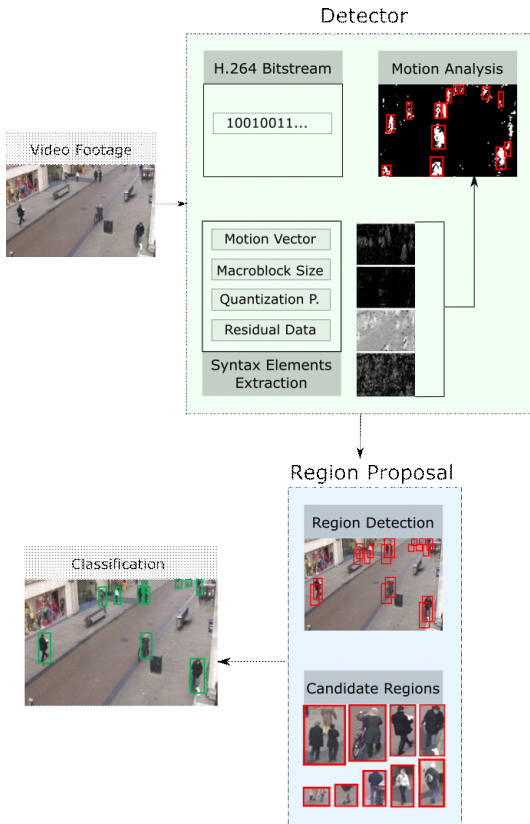 Detector
H.264 Bitstream
Motion Analysis
10010011...
Video Footage
Motion Vector
Macroblock Size
Quantization P.
Residual Data
Syntax Elements
Extraction
Region Proposal
Region Detection
Classification
Candidate Regions